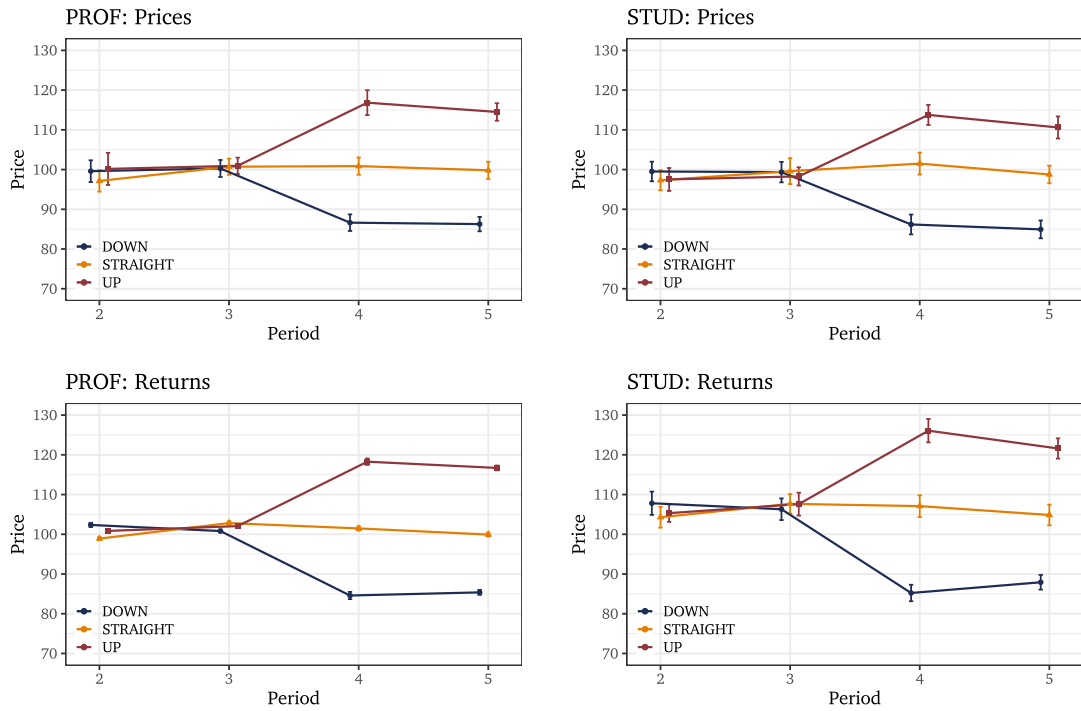 PROF: Prices
130
120
110
100
90
80
70
Price
DOWN
STRAIGHT
UP
2 3 4 5
Period
STUD: Prices
130
120
110
100
90
80
70
Price
DOWN
STRAIGHT
UP
2 3 4 5
Period
PROF: Returns
130
120
110
100
90
80
70
Price
DOWN
STRAIGHT
UP
2 3 4 5
Period
STUD: Returns
130
120
110
100
90
80
70
Price
DOWN
STRAIGHT
UP
2 3 4 5
Period